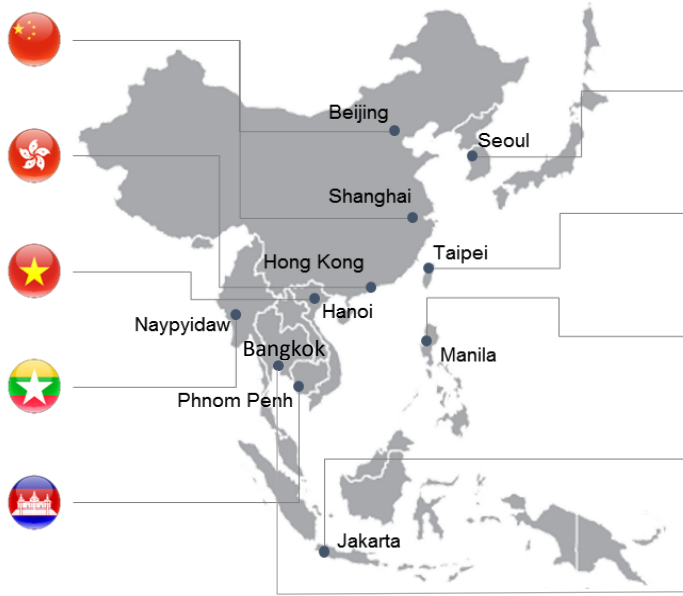 Beijing
Seoul
Shanghai
Taipei
Hong Kong
Hanoi
Naypyidaw
Bangkok
Manila
Phnom Penh
Jakarta